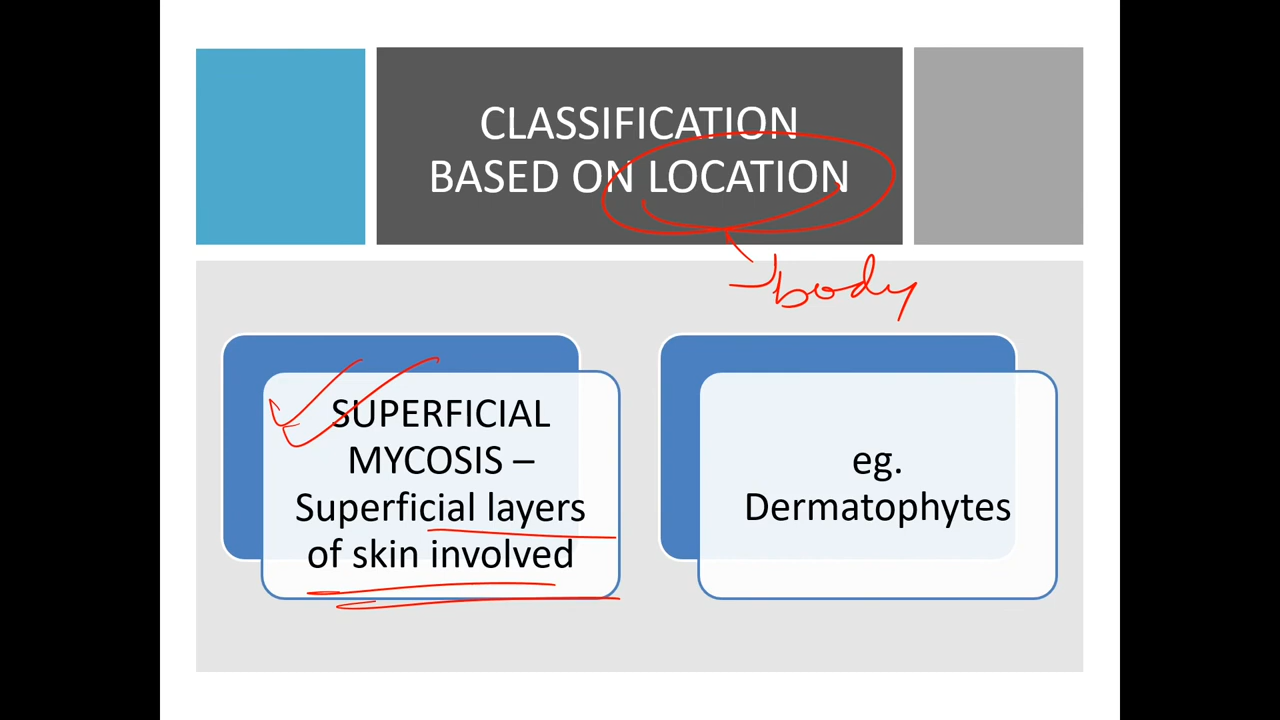 CLASSIFICATION
BASED ON LOCATION
body
SUPERFICIAL
MYCOSIS –
Superficial layers
of skin involved
eg.
Dermatophytes